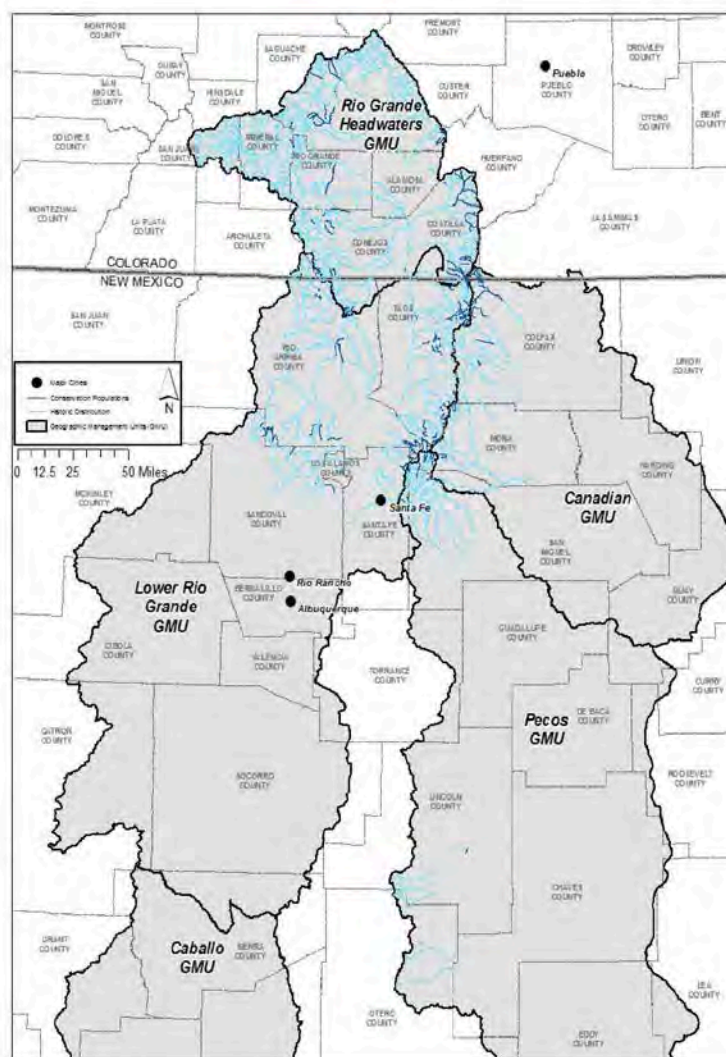 MONTROSE
COUNTY
FREMONT
COUNTY
SAGUACHE
COUNTY
CROWLEY
COUNTY
OURAY
COUNTY
Pueblo
PUEBLO
COUNTY
SAN
MIGUEL
COUNTY
HINSDALE
COUNTY
CUSTER
COUNTY
OTERO
COUNTY
BENT
COUNTY
Rio Grande
Headwaters
GMU
DOLORES
COUNTY
SAN JUAN
COUNTY
MINERAL
COUNTY
RIO GRANDE
COUNTY
HUERFANO
COUNTY
ALAMOSA
COUNTY
MONTEZUMA
COUNTY
LA PLATA
COUNTY
ARCHULETA
COUNTY
CONEJOS
COUNTY
COSTILLA
COUNTY
LAS ANIMAS
COUNTY
COLORADO
NEW MEXICO
SAN JUAN
COUNTY
TAOS
COUNTY
RIO
ARRIBA
COUNTY
COLFAX
COUNTY
UNION
COUNTY
Major Cities
Conservation Populations
Historic Distribution
Geographic Management Units (GMU)
N
0 12.5 25 50 Miles
MORA
COUNTY
LOS ALAMOS
COUNTY
HARDING
COUNTY
MCKINLEY
COUNTY
SANDOVAL
COUNTY
Santa Fe
SANTA FE
COUNTY
Canadian
GMU
SAN
MIGUEL
COUNTY
Rio Rancho
BERNALILLO
COUNTY
Albuquerque
Lower Rio
Grande
GMU
QUAY
COUNTY
GUADALUPE
COUNTY
CIBOLA
COUNTY
VALENCIA
COUNTY
TORRANCE
COUNTY
CURRY
COUNTY
CATRON
COUNTY
DE BACA
COUNTY
Pecos
GMU
SOCORRO
COUNTY
ROOSEVELT
COUNTY
LINCOLN
COUNTY
CHAVES
COUNTY
GRANT
COUNTY
Caballo
GMU
SIERRA
COUNTY
LEA
COUNTY
OTERO
COUNTY
EDDY
COUNTY